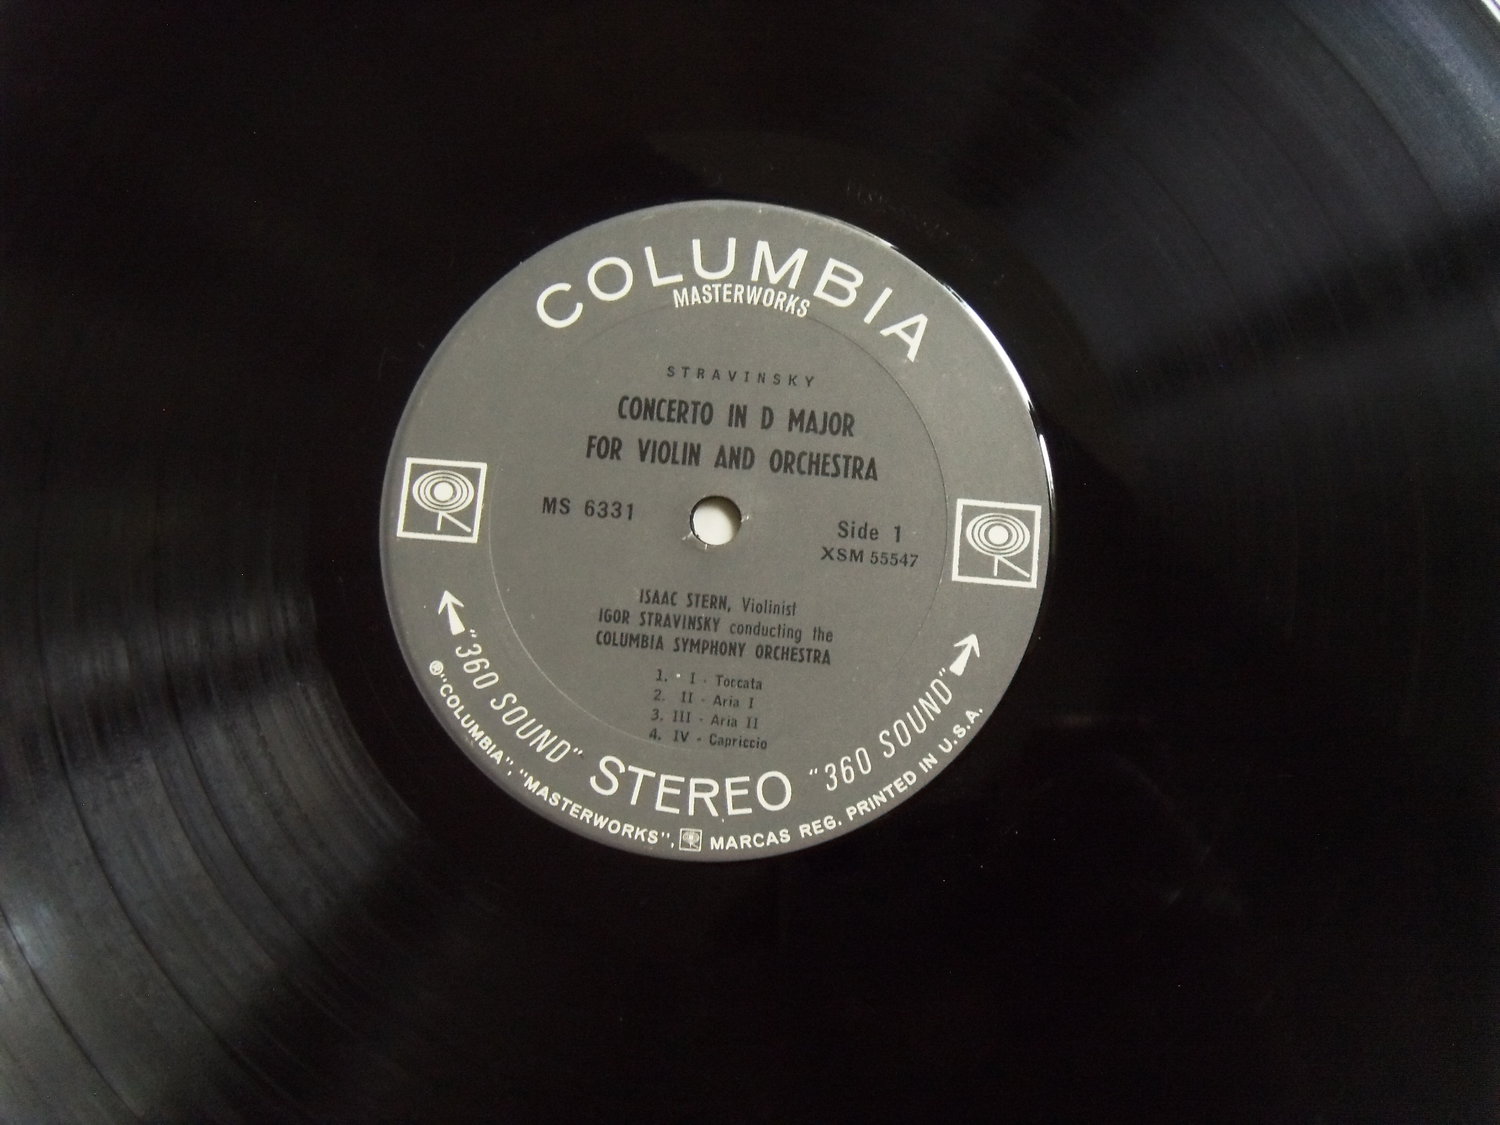 COLUMBIA
MASTERWORKS
STRAVINSKY
CONCERTO IN D MAJOR
FOR VIOLIN AND ORCHESTRA
MS 6331
Side 1
XSM 55547
ISAAC STERN, Violinist
IGOR STRAVINSKY conducting the
COLUMBIA SYMPHONY ORCHESTRA
1. I - Toccata
2. II - Aria I
3. III - Aria II
4. IV - Capriccio
"360 SOUND" STEREO "360 SOUND"
®"COLUMBIA", "MASTERWORKS", MARCAS REG. PRINTED IN U.S.A.